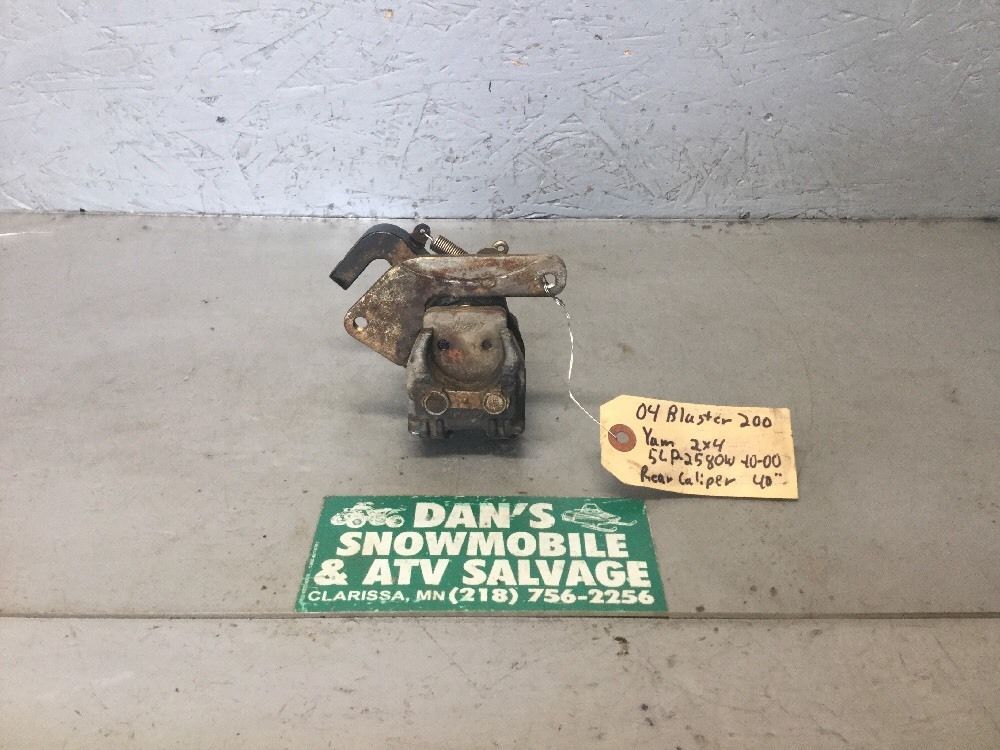 04 Blaster 200
Yam 2x4
5LP-2580W-10-00
Rear Caliper 40"
DAN'S
SNOWMOBILE
& ATV SALVAGE
CLARISSA, MN (218) 756-2256